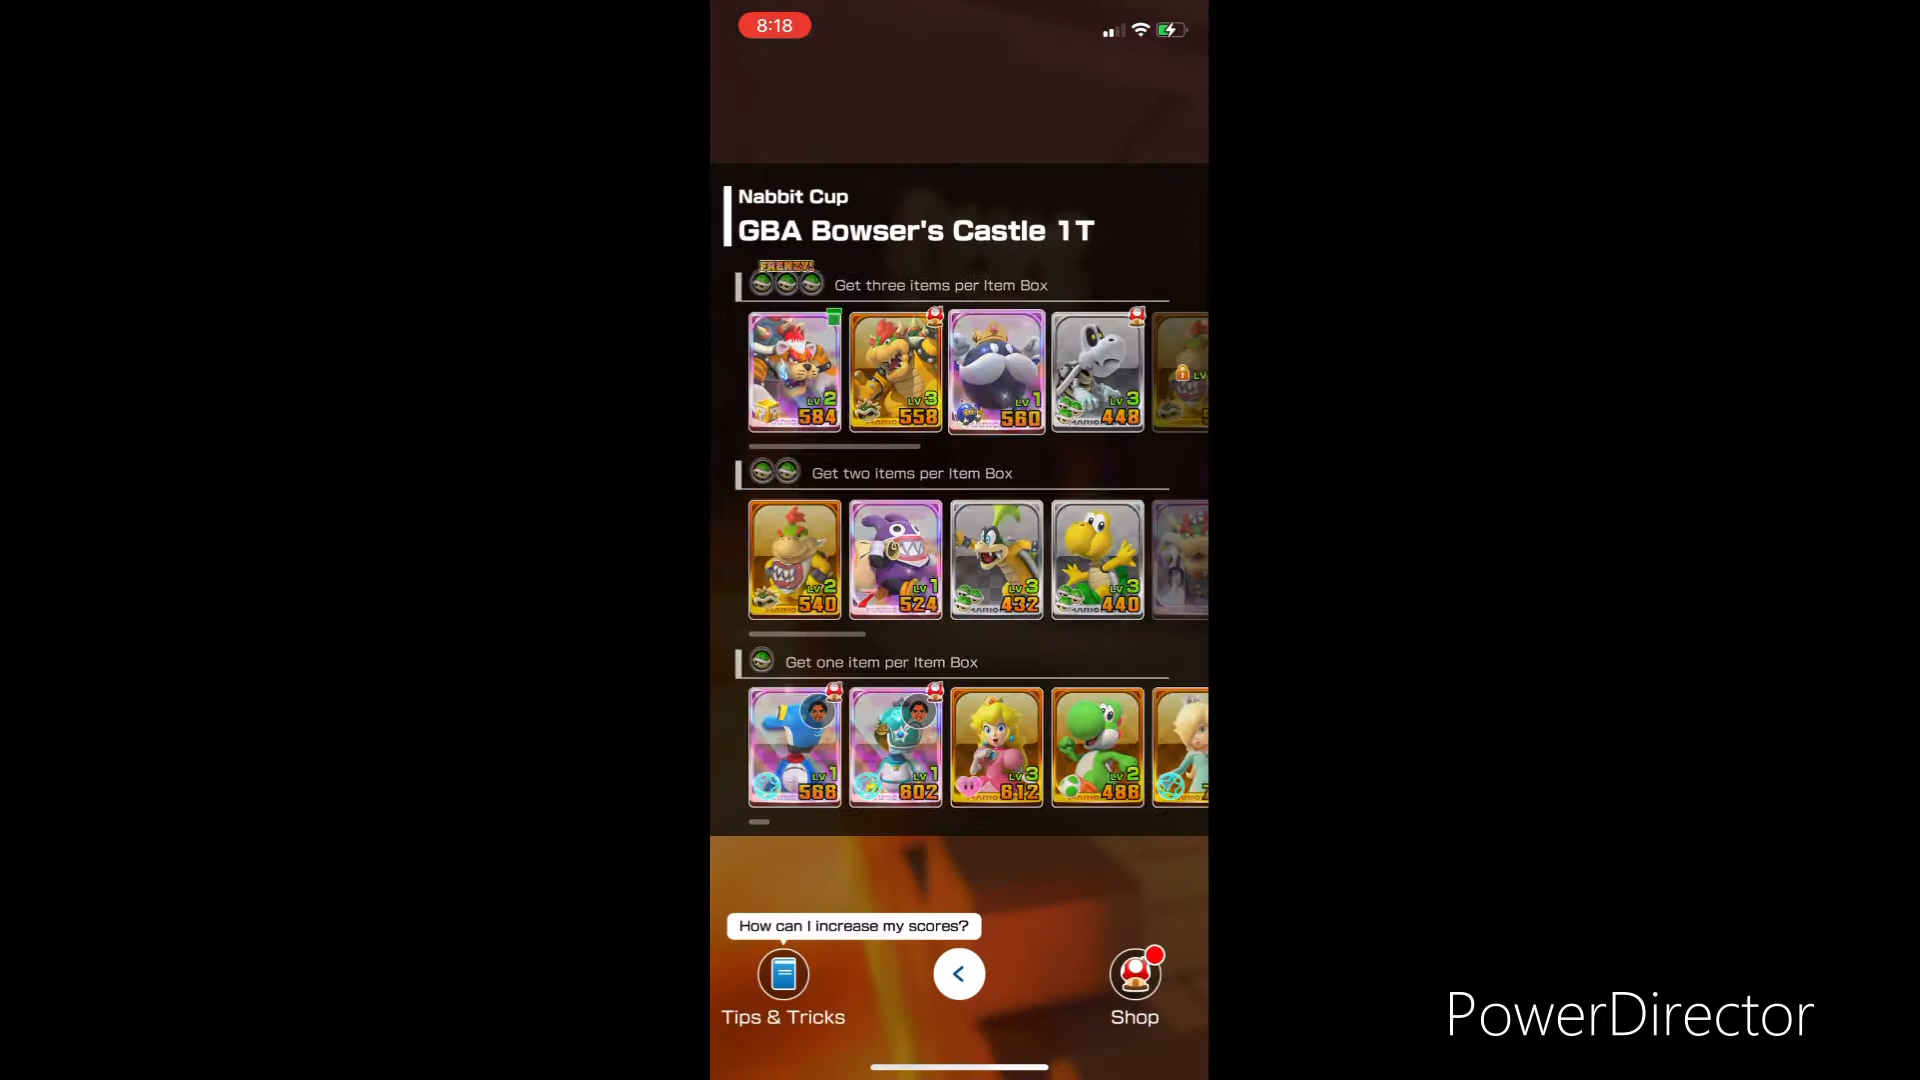 8:18
Nabbit Cup
GBA Bowser's Castle 1T
FRENZY!
Get three items per Item Box
LV 2 LV 3 LV 1 LV 3 LV
584 558 560 448
Get two items per Item Box
LV 2 LV 1 LV 3 LV 3
540 524 432 440
Get one item per Item Box
LV 1 LV 1 LV 3 LV 2
566 602 612 486 7
How can I increase my scores?
Tips & Tricks
Shop
PowerDirector